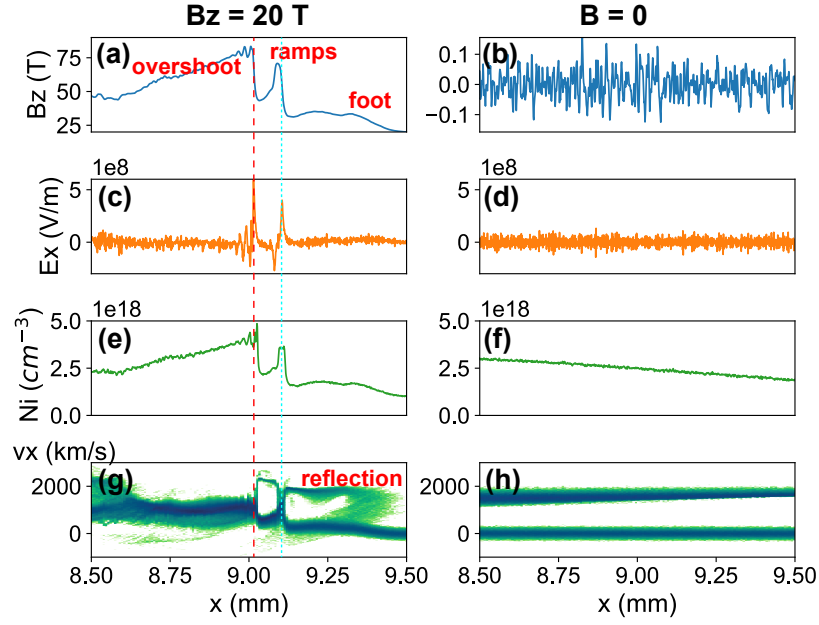 Bz = 20 T
B = 0
(a) overshoot ramps foot
Bz (T)
75
50
25
(b)
0.1
0.0
−0.1
1e8
(c)
Ex (V/m)
5
0
1e8
(d)
5
0
1e18
(e)
Ni (cm⁻³)
5.0
2.5
0.0
1e18
(f)
5.0
2.5
0.0
vx (km/s)
(g) reflection
2000
0
8.50 8.75 9.00 9.25 9.50
x (mm)
(h)
2000
0
8.50 8.75 9.00 9.25 9.50
x (mm)